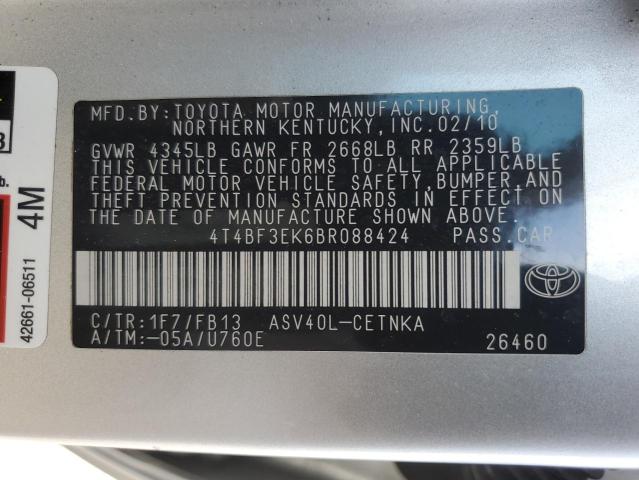 MFD.BY:TOYOTA MOTOR MANUFACTURING,
NORTHERN KENTUCKY,INC.02/10
GVWR 4345LB GAWR FR 2668LB RR 2359LB
THIS VEHICLE CONFORMS TO ALL APPLICABLE
FEDERAL MOTOR VEHICLE SAFETY,BUMPER AND
THEFT PREVENTION STANDARDS IN EFFECT ON
THE DATE OF MANUFACTURE SHOWN ABOVE.
4T4BF3EK6BR088424 PASS.CAR
C/TR:1F7/FB13 ASV40L-CETNKA
A/TM:-05A/U760E 26460
TOYOTA
4M
42661-06511